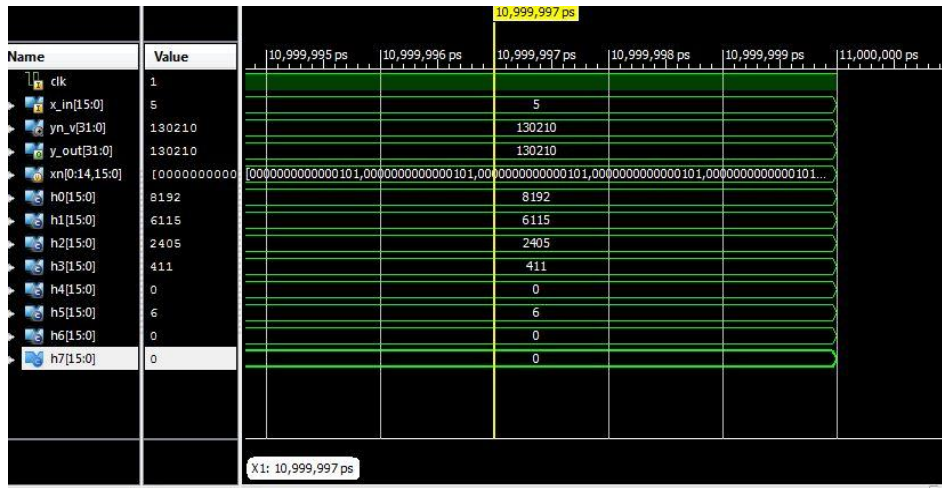 10,999,997 ps
Name Value 10,999,995 ps 10,999,996 ps 10,999,997 ps 10,999,998 ps 10,999,999 ps 11,000,000 ps
clk 1
x_in[15:0] 5 5
yn_v[31:0] 130210 130210
y_out[31:0] 130210 130210
xn[0:14,15:0] [0000000000 [0000000000000101,0000000000000101,0000000000000101,0000000000000101,0000000000000101...
h0[15:0] 8192 8192
h1[15:0] 6115 6115
h2[15:0] 2405 2405
h3[15:0] 411 411
h4[15:0] 0 0
h5[15:0] 6 6
h6[15:0] 0 0
h7[15:0] 0 0
X1: 10,999,997 ps